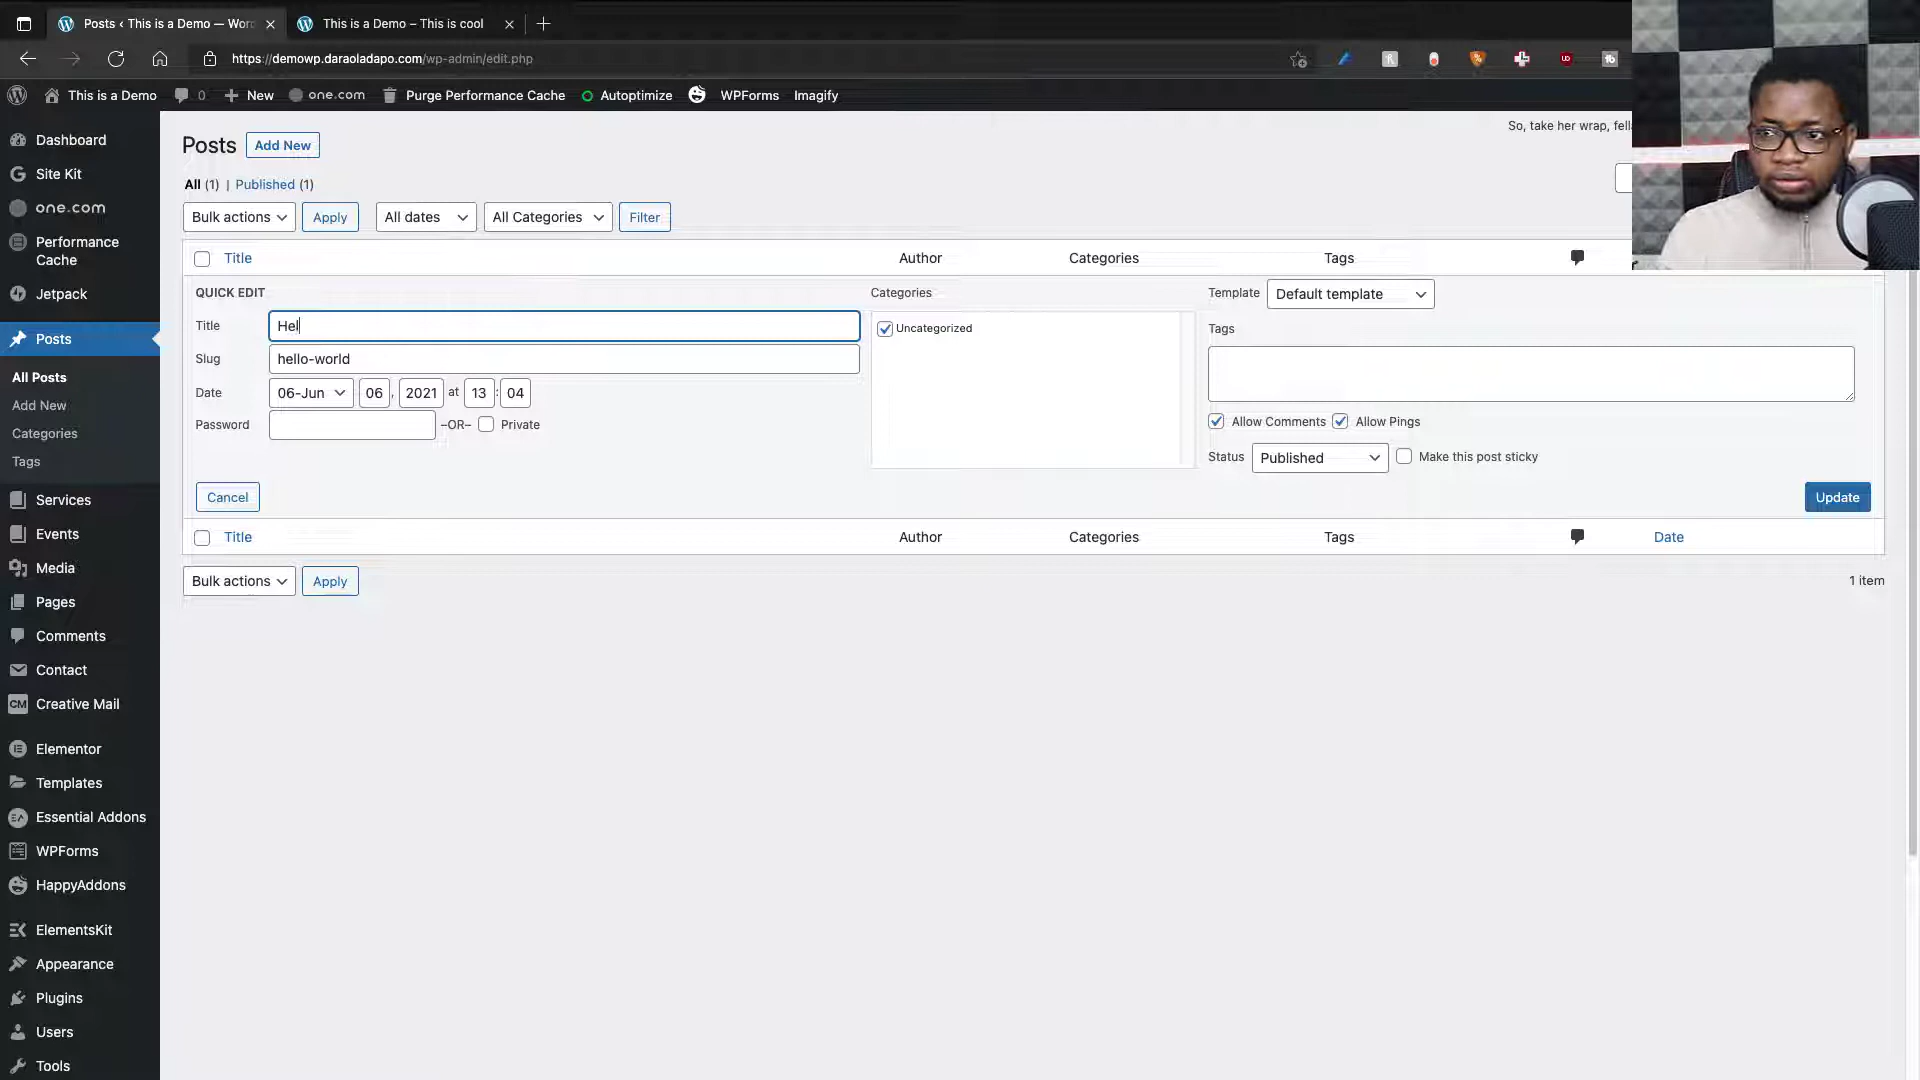 Posts ‹ This is a Demo — Wor
This is a Demo – This is cool
https://demowp.daraoladapo.com/wp-admin/edit.php
This is a Demo
0
New
one.com
Purge Performance Cache
Autoptimize
WPForms
Imagify
Dashboard
Site Kit
one.com
Performance
Cache
Jetpack
Posts
All Posts
Add New
Categories
Tags
Services
Events
Media
Pages
Comments
Contact
CM Creative Mail
Elementor
Templates
Essential Addons
WPForms
HappyAddons
ElementsKit
Appearance
Plugins
Users
Tools
So, take her wrap, fell
Posts Add New
All (1) | Published (1)
Bulk actions Apply All dates All Categories Filter
Title Author Categories Tags
QUICK EDIT
Title Hel
Slug hello-world
Date 06-Jun 06 , 2021 at 13 : 04
Password –OR– Private
Categories
Uncategorized
Template Default template
Tags
Allow Comments Allow Pings
Status Published Make this post sticky
Cancel Update
Title Author Categories Tags Date
Bulk actions Apply 1 item